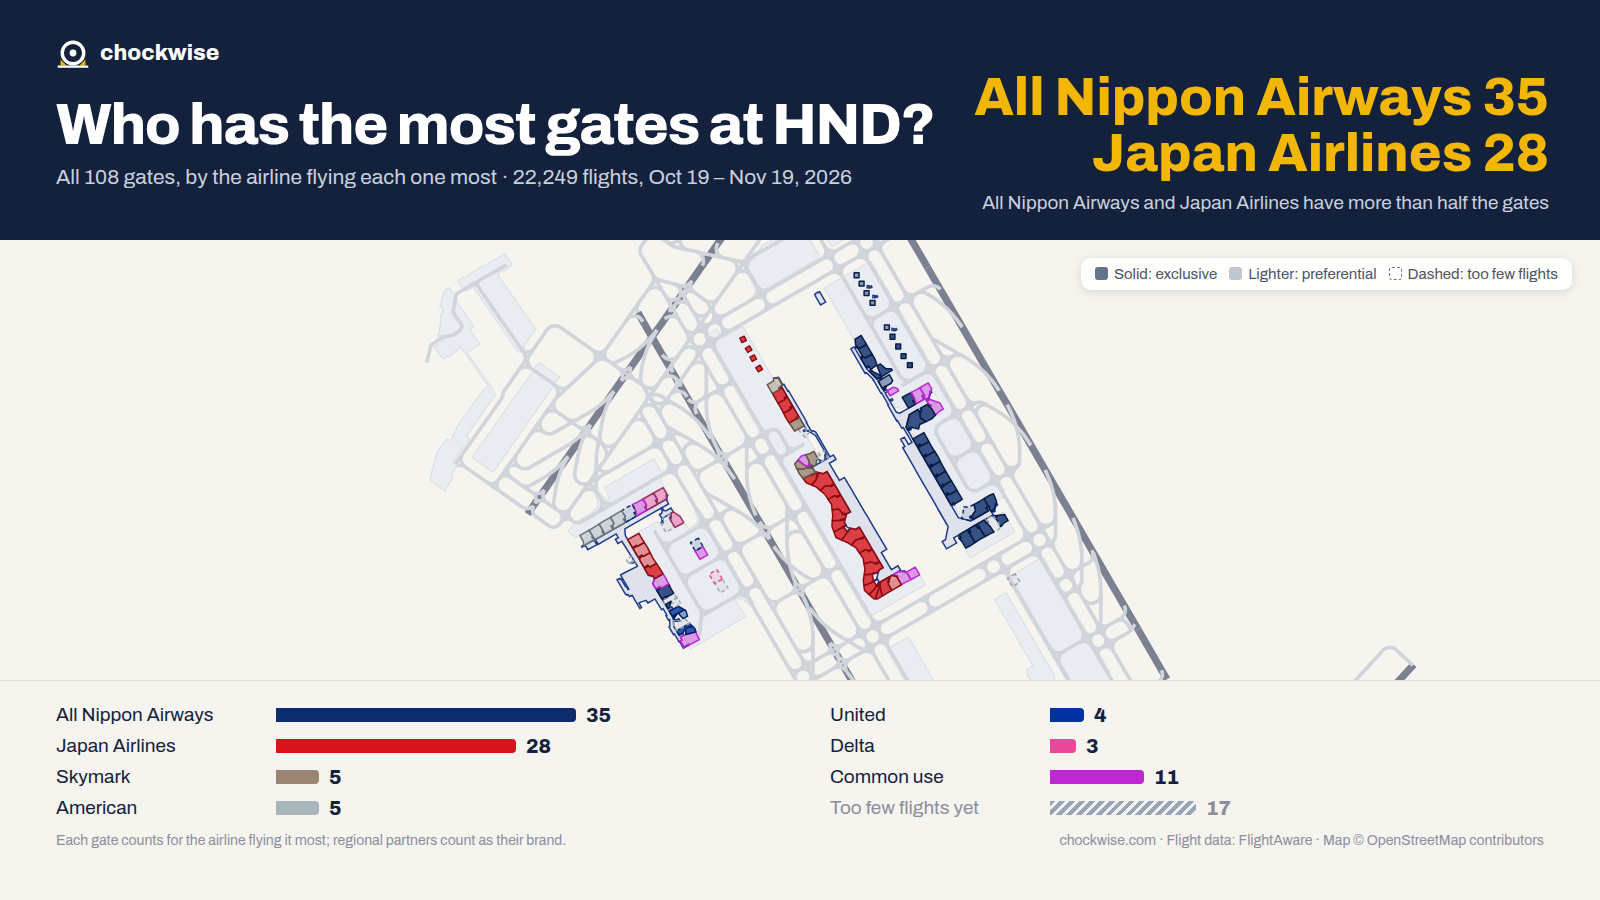 chockwise
Who has the most gates at HND?
All 108 gates, by the airline flying each one most · 22,249 flights, Oct 19 – Nov 19, 2026
All Nippon Airways 35
Japan Airlines 28
All Nippon Airways and Japan Airlines have more than half the gates
Solid: exclusive Lighter: preferential Dashed: too few flights
All Nippon Airways 35
Japan Airlines 28
Skymark 5
American 5
United 4
Delta 3
Common use 11
Too few flights yet 17
Each gate counts for the airline flying it most; regional partners count as their brand.
chockwise.com · Flight data: FlightAware · Map © OpenStreetMap contributors